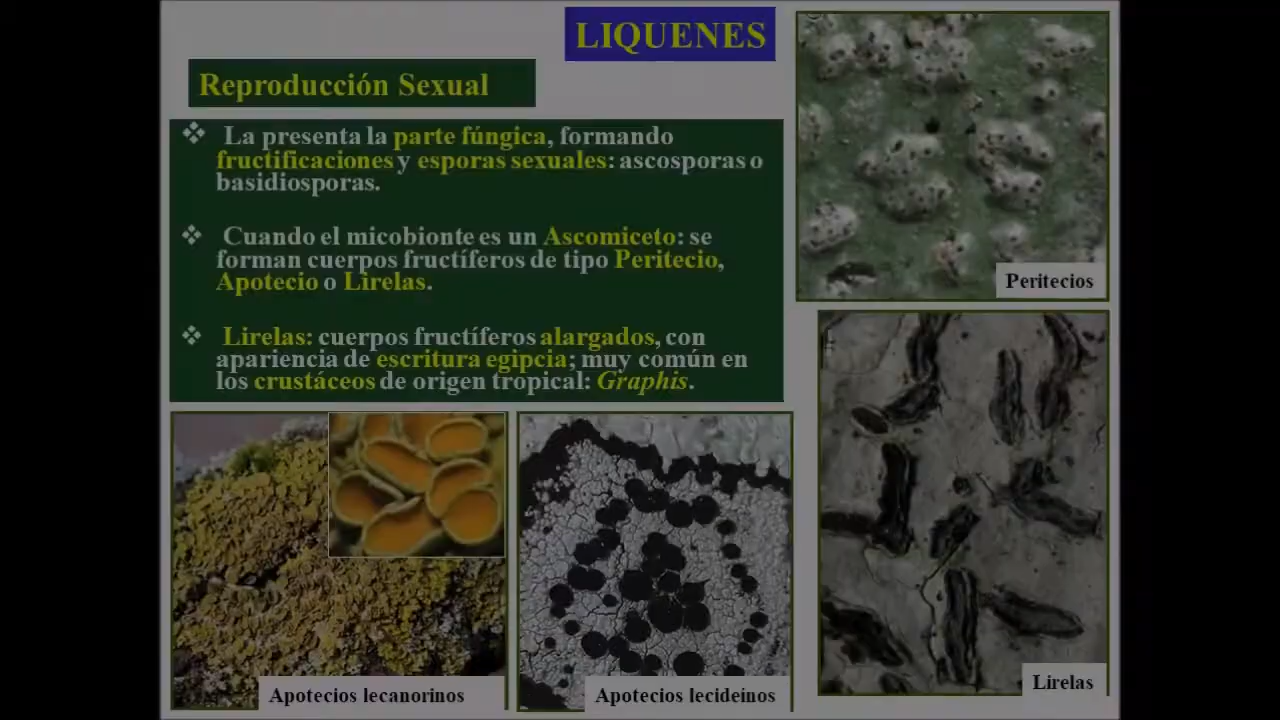 LIQUENES
Reproducción Sexual
❖ La presenta la parte fúngica, formando
fructificaciones y esporas sexuales: ascosporas o
basidiosporas.
❖ Cuando el micobionte es un Ascomiceto: se
forman cuerpos fructíferos de tipo Peritecio,
Apotecio o Lirelas.
❖ Lirelas: cuerpos fructíferos alargados, con
apariencia de escritura egipcia; muy común en
los crustáceos de origen tropical: Graphis.
Peritecios
Lirelas
Apotecios lecanorinos
Apotecios lecideinos